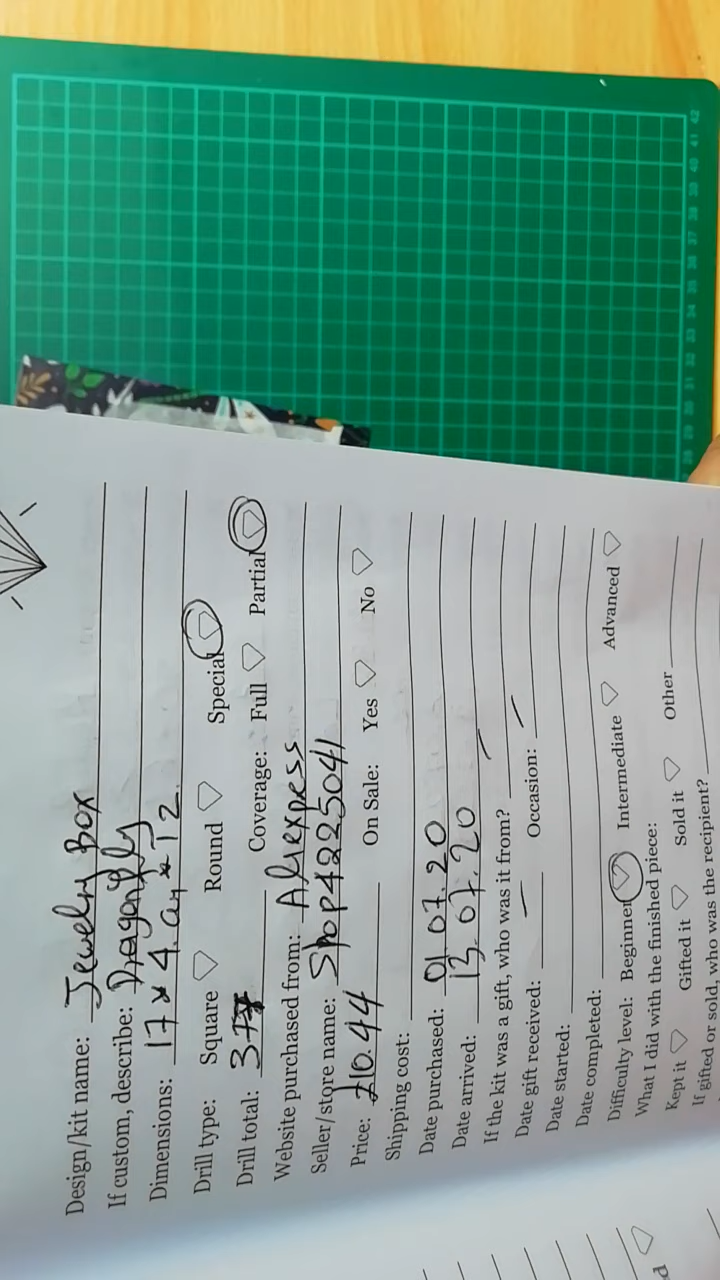 Design/kit name: Jewelry Box
If custom, describe: Dragonfly
Dimensions: 17 x 4.
Drill type: Square Round Special
Drill total: Coverage: Full Partial
Website purchased from: Aliexpress
Seller/store name: Shop4225041
Price: £10.44 On Sale: Yes No
Shipping cost:
Date purchased: 01.07.20
Date arrived: 13.07.20
If the kit was a gift, who was it from?
Date gift received: Occasion:
Date started:
Date completed:
Difficulty level: Beginner Intermediate Advanced
What I did with the finished piece:
Kept it Gifted it Sold it Other
If gifted or sold, who was the recipient?